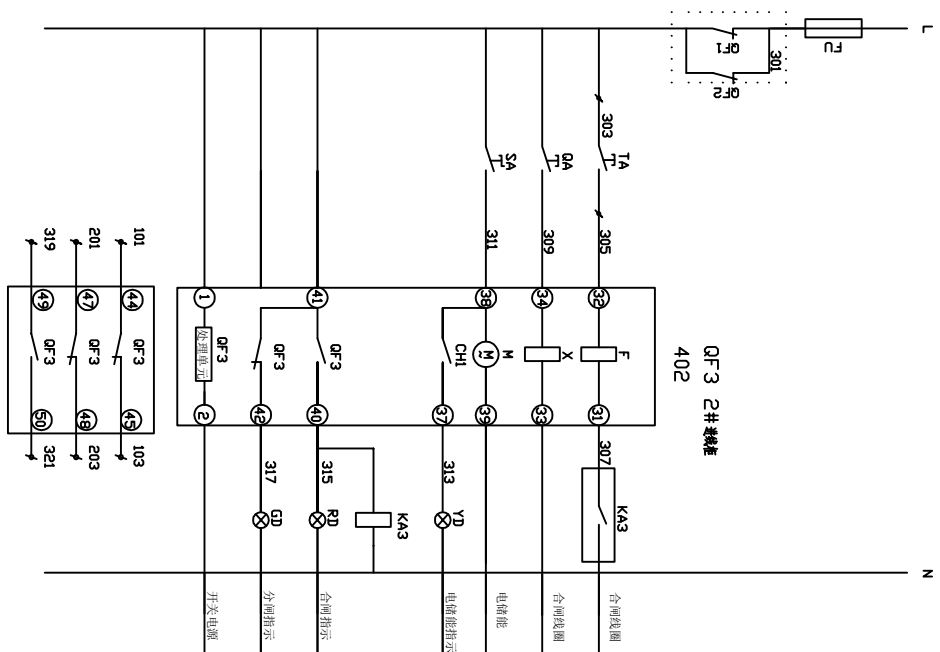 L
N
FU
301
QF1
QF2
QF3 2#进线柜
402
303
TA
305
32
F
31
307
KA3
合闸线圈
QA
309
34
X
33
合闸线圈
SA
311
38
M
M~
39
电储能
CH1
37
313
YD
电储能指示
KA3
41
QF3
40
315
RD
合闸指示
QF3
42
317
GD
分闸指示
1
QF3
处理单元
2
开关电源
101
44
QF3
45
103
201
47
QF3
48
203
319
49
QF3
50
321